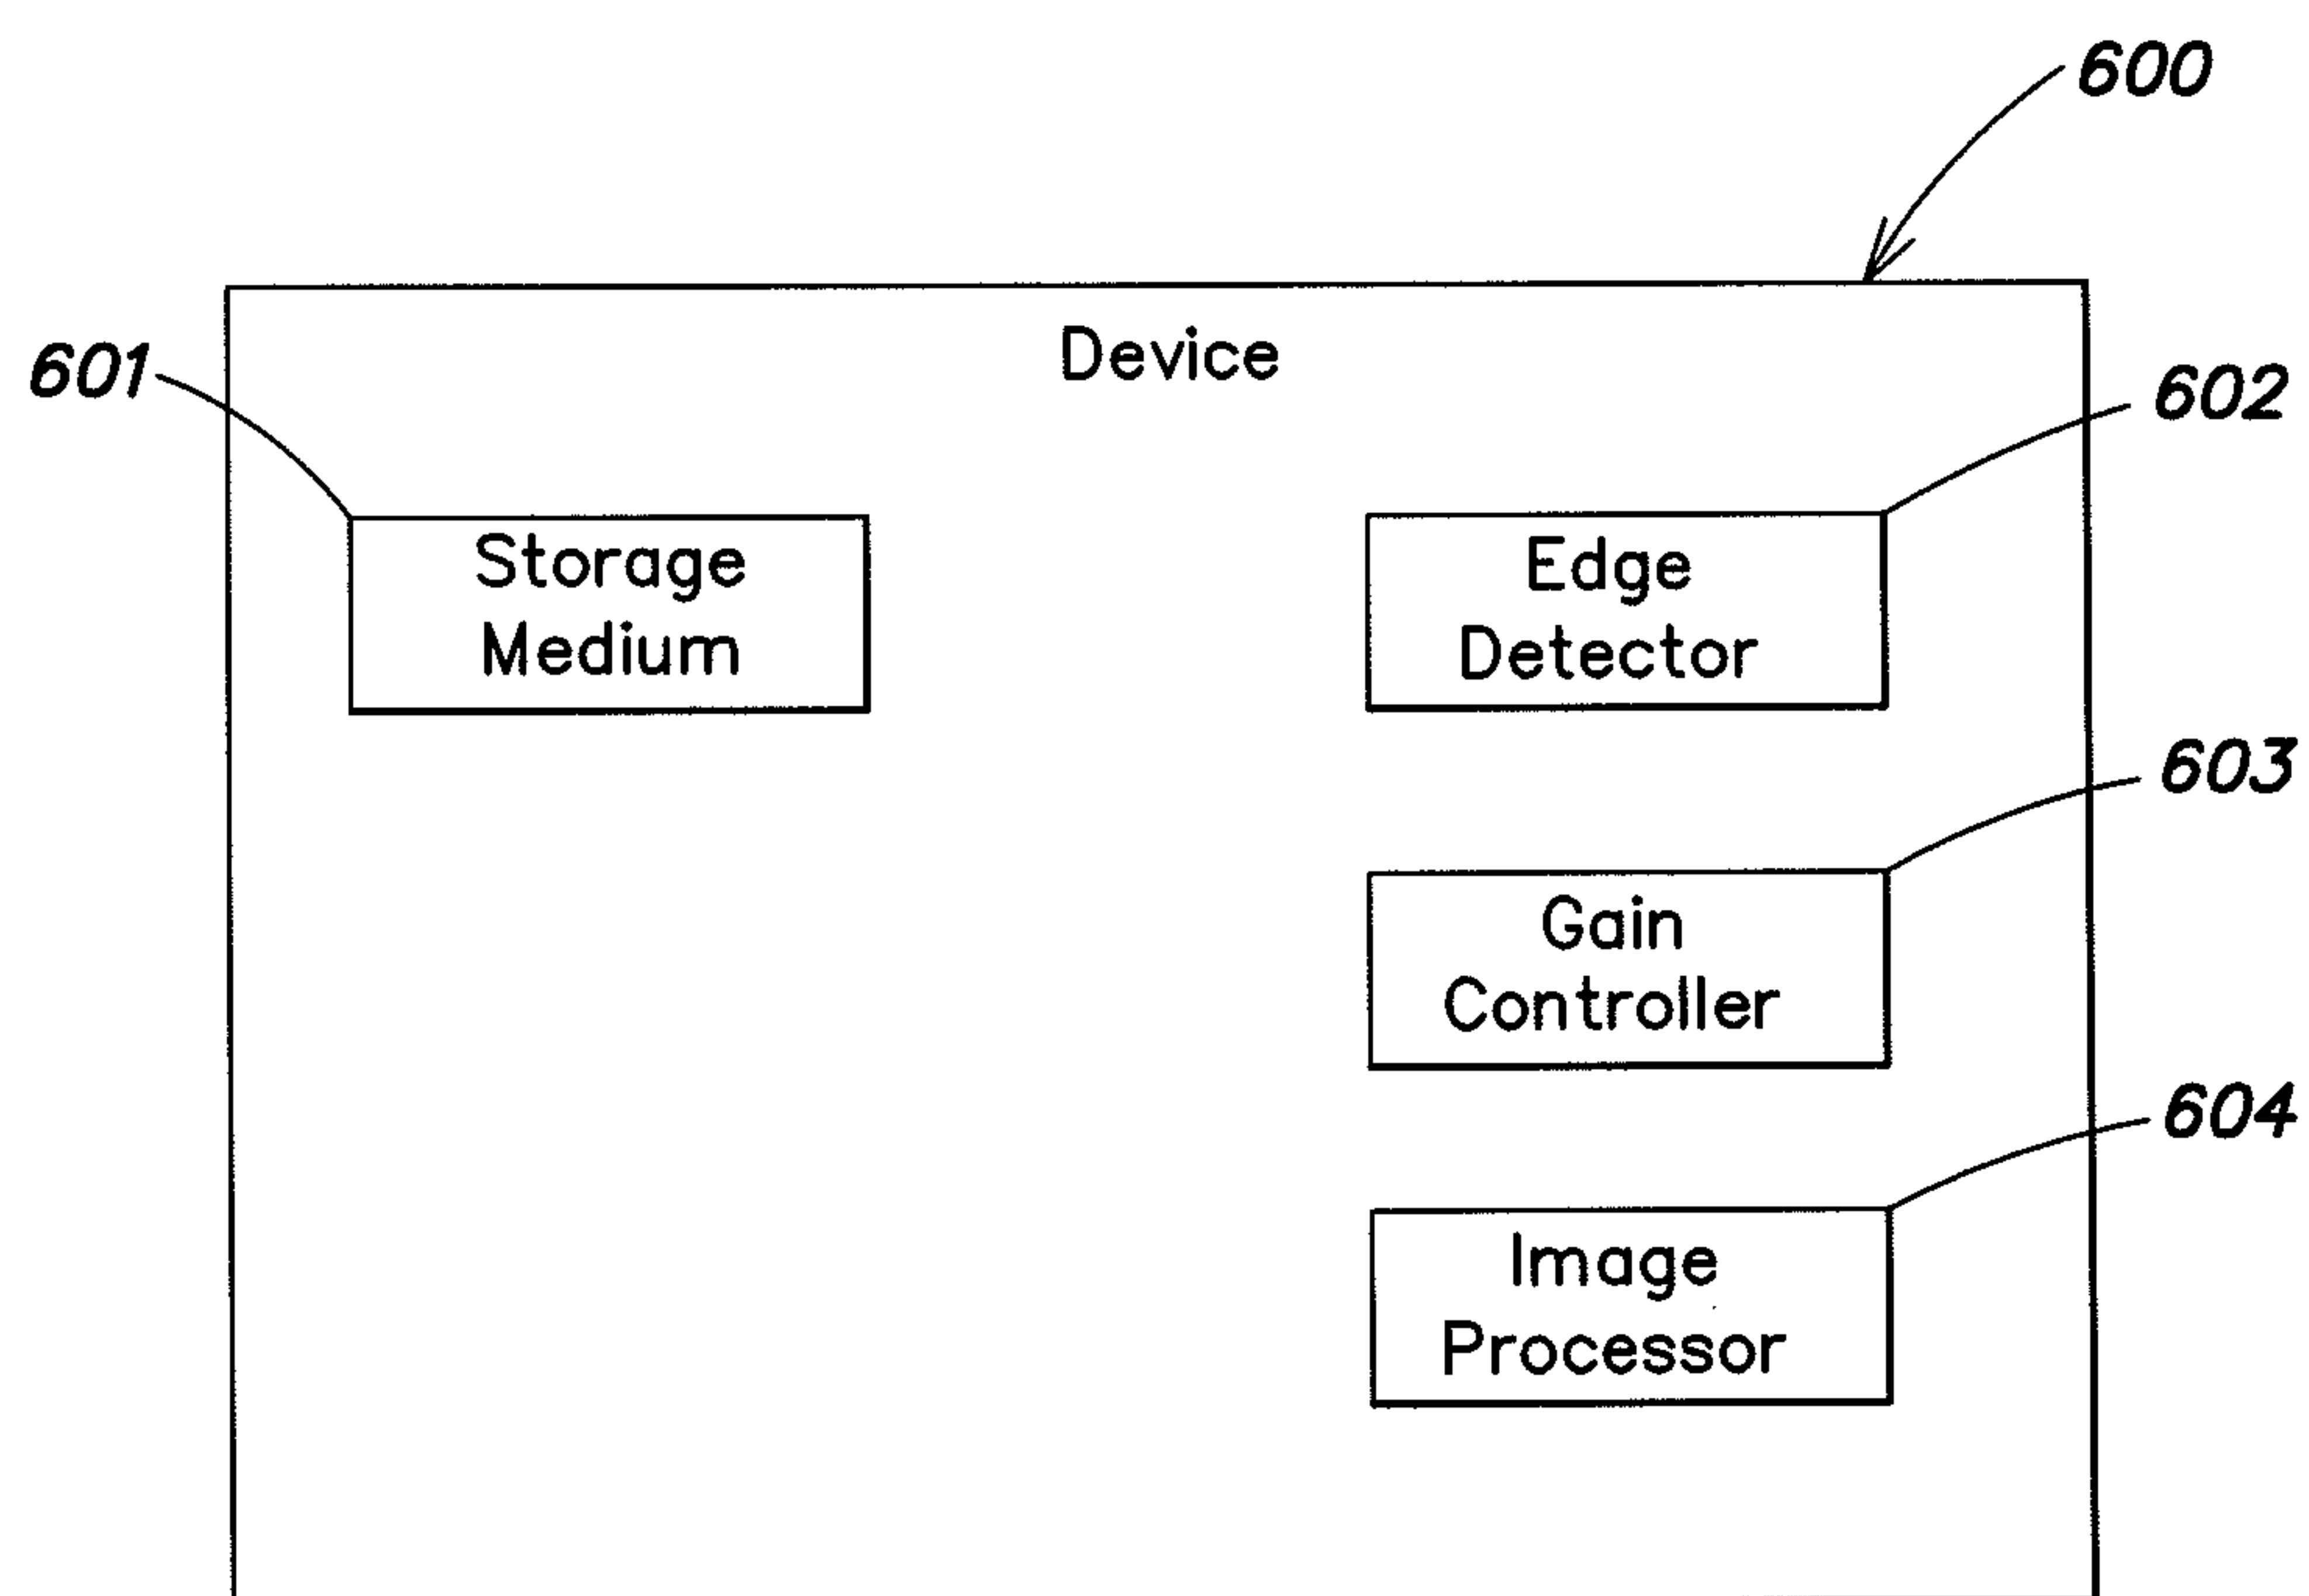 600
Device
601
602
Storage
Medium
Edge
Detector
603
Gain
Controller
604
Image
Processor